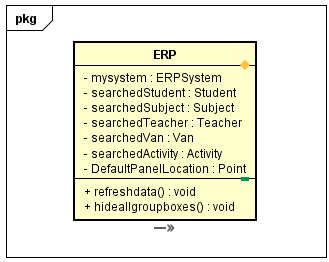 pkg
ERP
- mysystem : ERPSystem
- searchedStudent : Student
- searchedSubject : Subject
- searchedTeacher : Teacher
- searchedVan : Van
- searchedActivity : Activity
- DefaultPanelLocation : Point
+ refreshdata() : void
+ hideallgroupboxes() : void